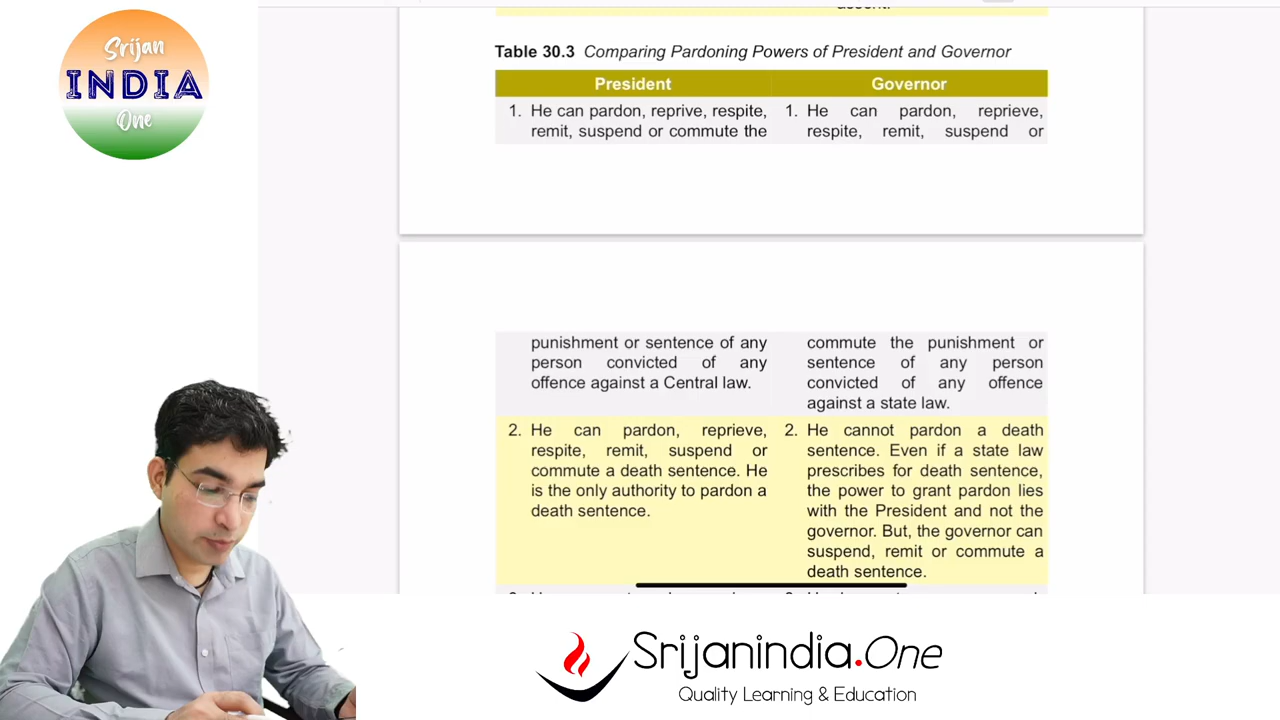 Srijan
INDIA
One
Table 30.3 Comparing Pardoning Powers of President and Governor
President
Governor
1. He can pardon, reprive, respite,
remit, suspend or commute the
1. He can pardon, reprieve,
respite, remit, suspend or
punishment or sentence of any
person convicted of any
offence against a Central law.
commute the punishment or
sentence of any person
convicted of any offence
against a state law.
2. He can pardon, reprieve,
respite, remit, suspend or
commute a death sentence. He
is the only authority to pardon a
death sentence.
2. He cannot pardon a death
sentence. Even if a state law
prescribes for death sentence,
the power to grant pardon lies
with the President and not the
governor. But, the governor can
suspend, remit or commute a
death sentence.
Srijanindia.One
Quality Learning & Education